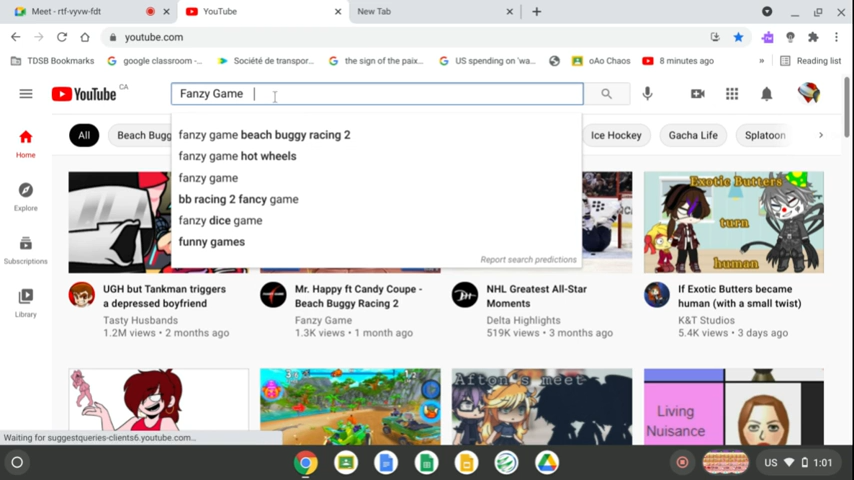 Meet - rtf-vyvw-fdt
YouTube
New Tab
youtube.com
TDSB Bookmarks
google classroom -...
Société de transpor...
the sign of the paix...
US spending on 'wa...
oAo Chaos
8 minutes ago
»
Reading list
YouTube CA
Fanzy Game
fanzy game beach buggy racing 2
fanzy game hot wheels
fanzy game
bb racing 2 fancy game
fanzy dice game
funny games
Report search predictions
All
Beach Bugg
Ice Hockey
Gacha Life
Splatoon
Home
Explore
Subscriptions
Library
Exotic Butters
turn
human
UGH but Tankman triggers
a depressed boyfriend
Tasty Husbands
1.2M views • 2 months ago
Mr. Happy ft Candy Coupe -
Beach Buggy Racing 2
Fanzy Game
1.3K views • 1 month ago
NHL Greatest All-Star
Moments
Delta Highlights
519K views • 3 months ago
If Exotic Butters became
human (with a small twist)
K&T Studios
5.4K views • 3 days ago
Afton's meet
Living
Nuisance
Waiting for suggestqueries-clients6.youtube.com...
US
1:01